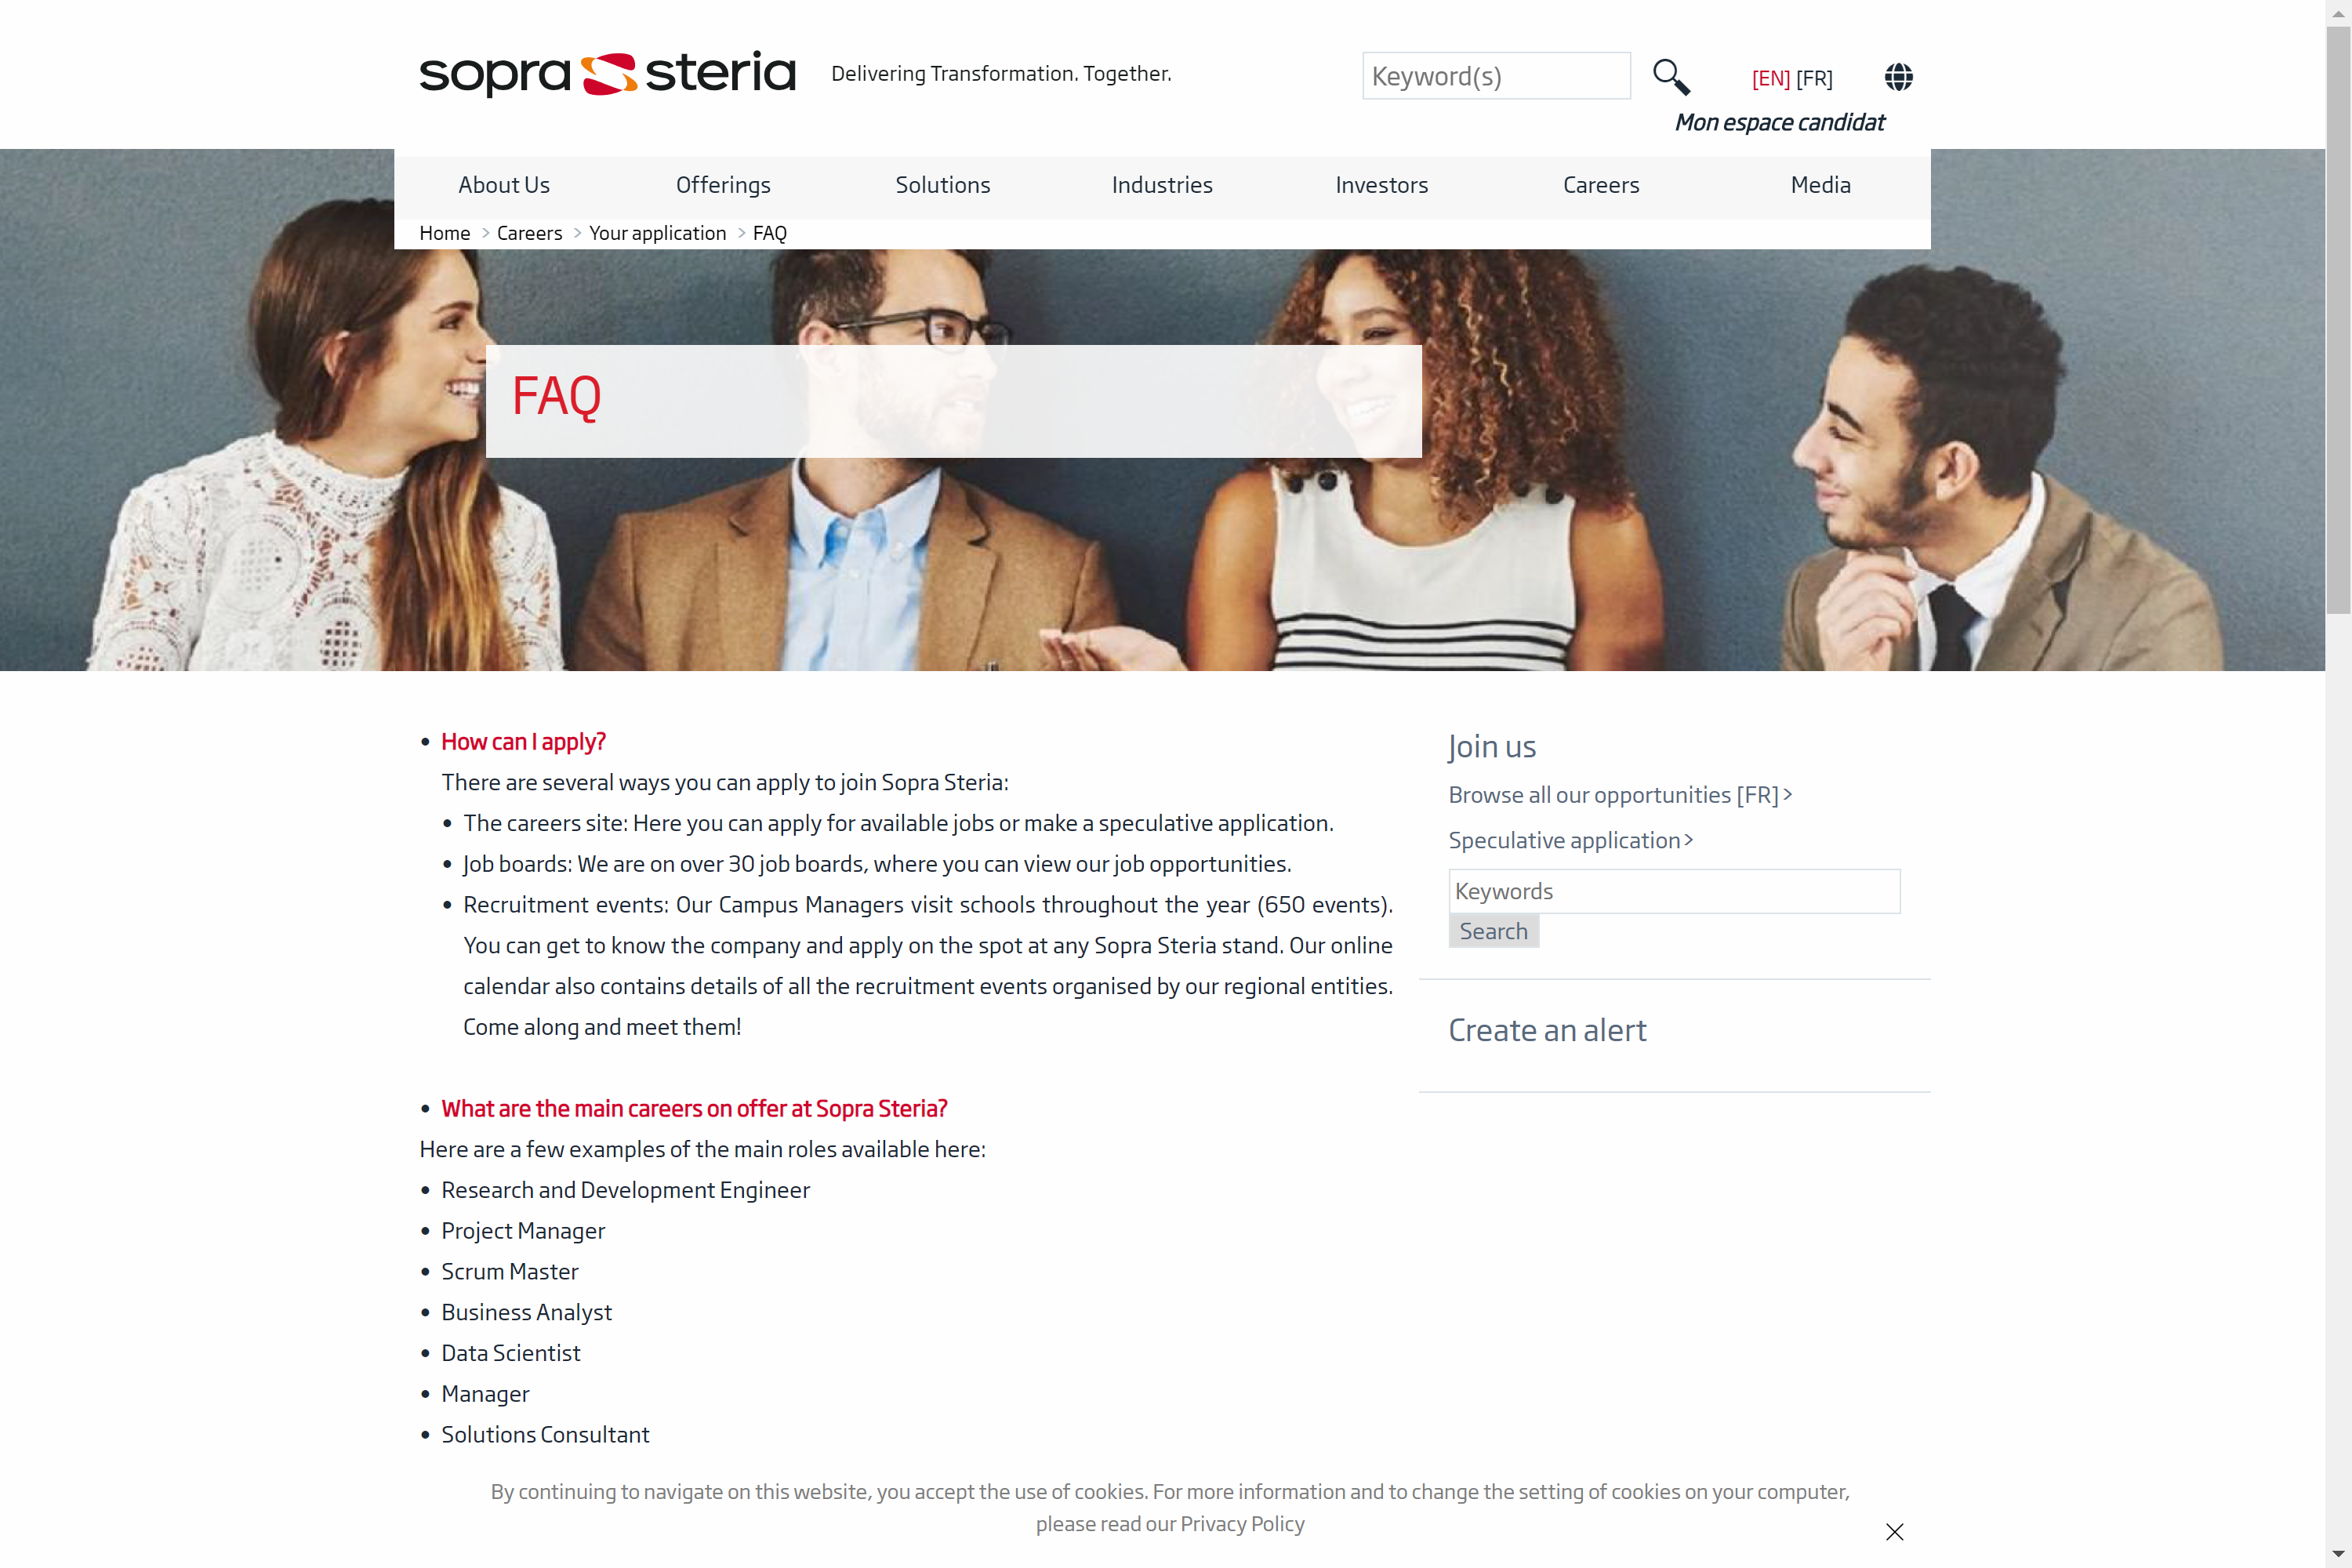 sopra steria
Delivering Transformation. Together.
Keyword(s)
[EN] [FR]
Mon espace candidat
About Us
Offerings
Solutions
Industries
Investors
Careers
Media
Home > Careers > Your application > FAQ
FAQ
• How can I apply?
There are several ways you can apply to join Sopra Steria:
• The careers site: Here you can apply for available jobs or make a speculative application.
• Job boards: We are on over 30 job boards, where you can view our job opportunities.
• Recruitment events: Our Campus Managers visit schools throughout the year (650 events).
You can get to know the company and apply on the spot at any Sopra Steria stand. Our online
calendar also contains details of all the recruitment events organised by our regional entities.
Come along and meet them!
• What are the main careers on offer at Sopra Steria?
Here are a few examples of the main roles available here:
• Research and Development Engineer
• Project Manager
• Scrum Master
• Business Analyst
• Data Scientist
• Manager
• Solutions Consultant
Join us
Browse all our opportunities [FR] >
Speculative application >
Keywords
Search
Create an alert
By continuing to navigate on this website, you accept the use of cookies. For more information and to change the setting of cookies on your computer,
please read our Privacy Policy